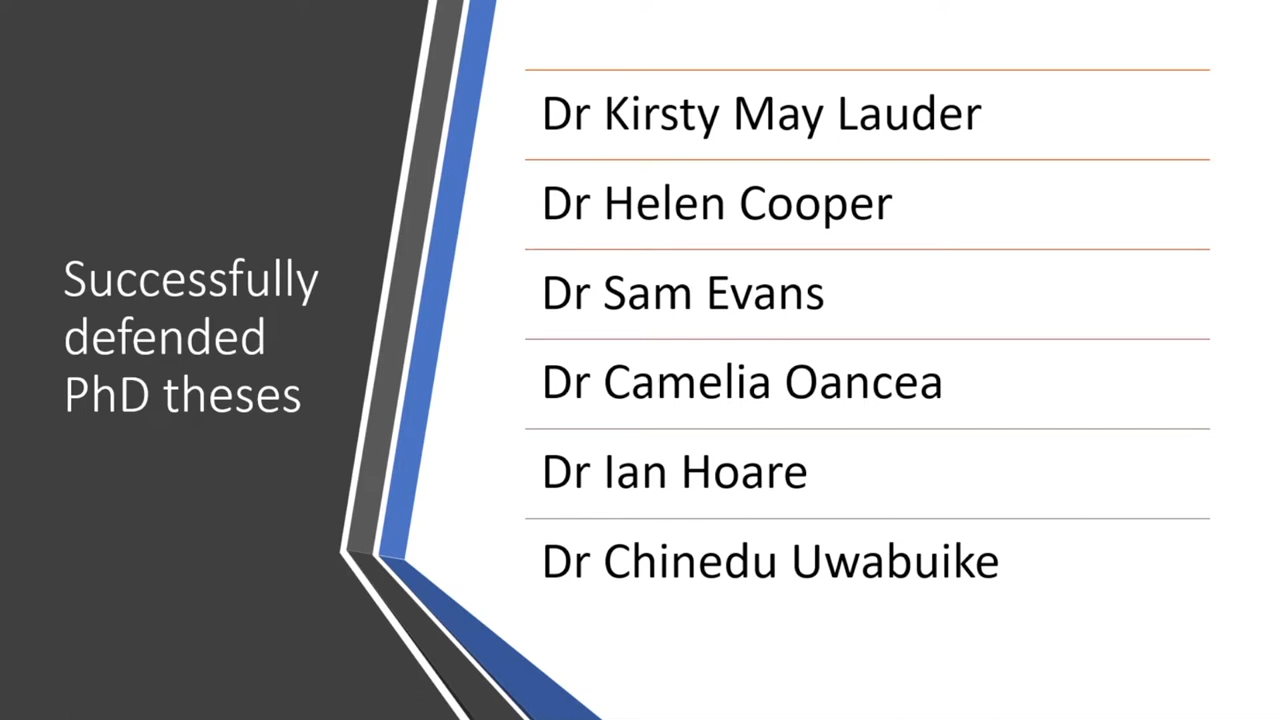 Successfully
defended
PhD theses
Dr Kirsty May Lauder
Dr Helen Cooper
Dr Sam Evans
Dr Camelia Oancea
Dr Ian Hoare
Dr Chinedu Uwabuike